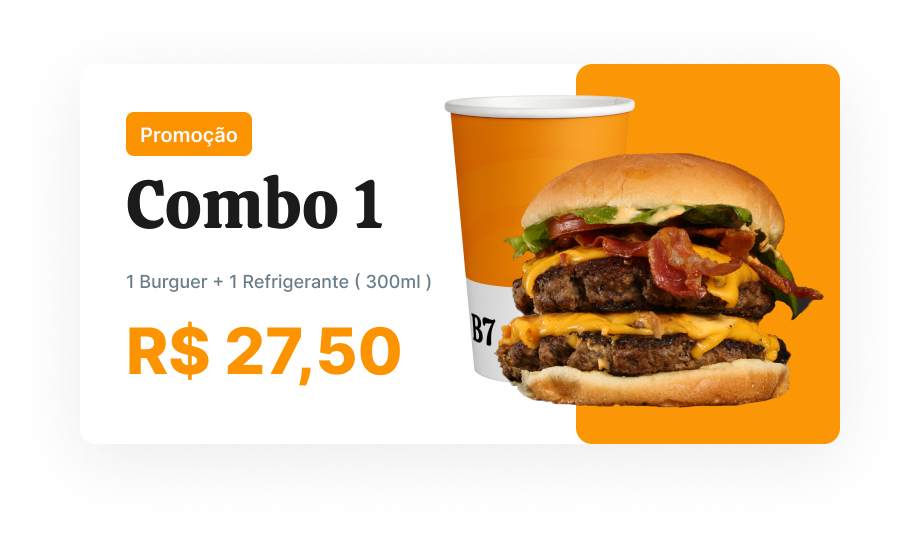 Promoção
Combo 1
1 Burguer + 1 Refrigerante ( 300ml )
R$ 27,50
B7